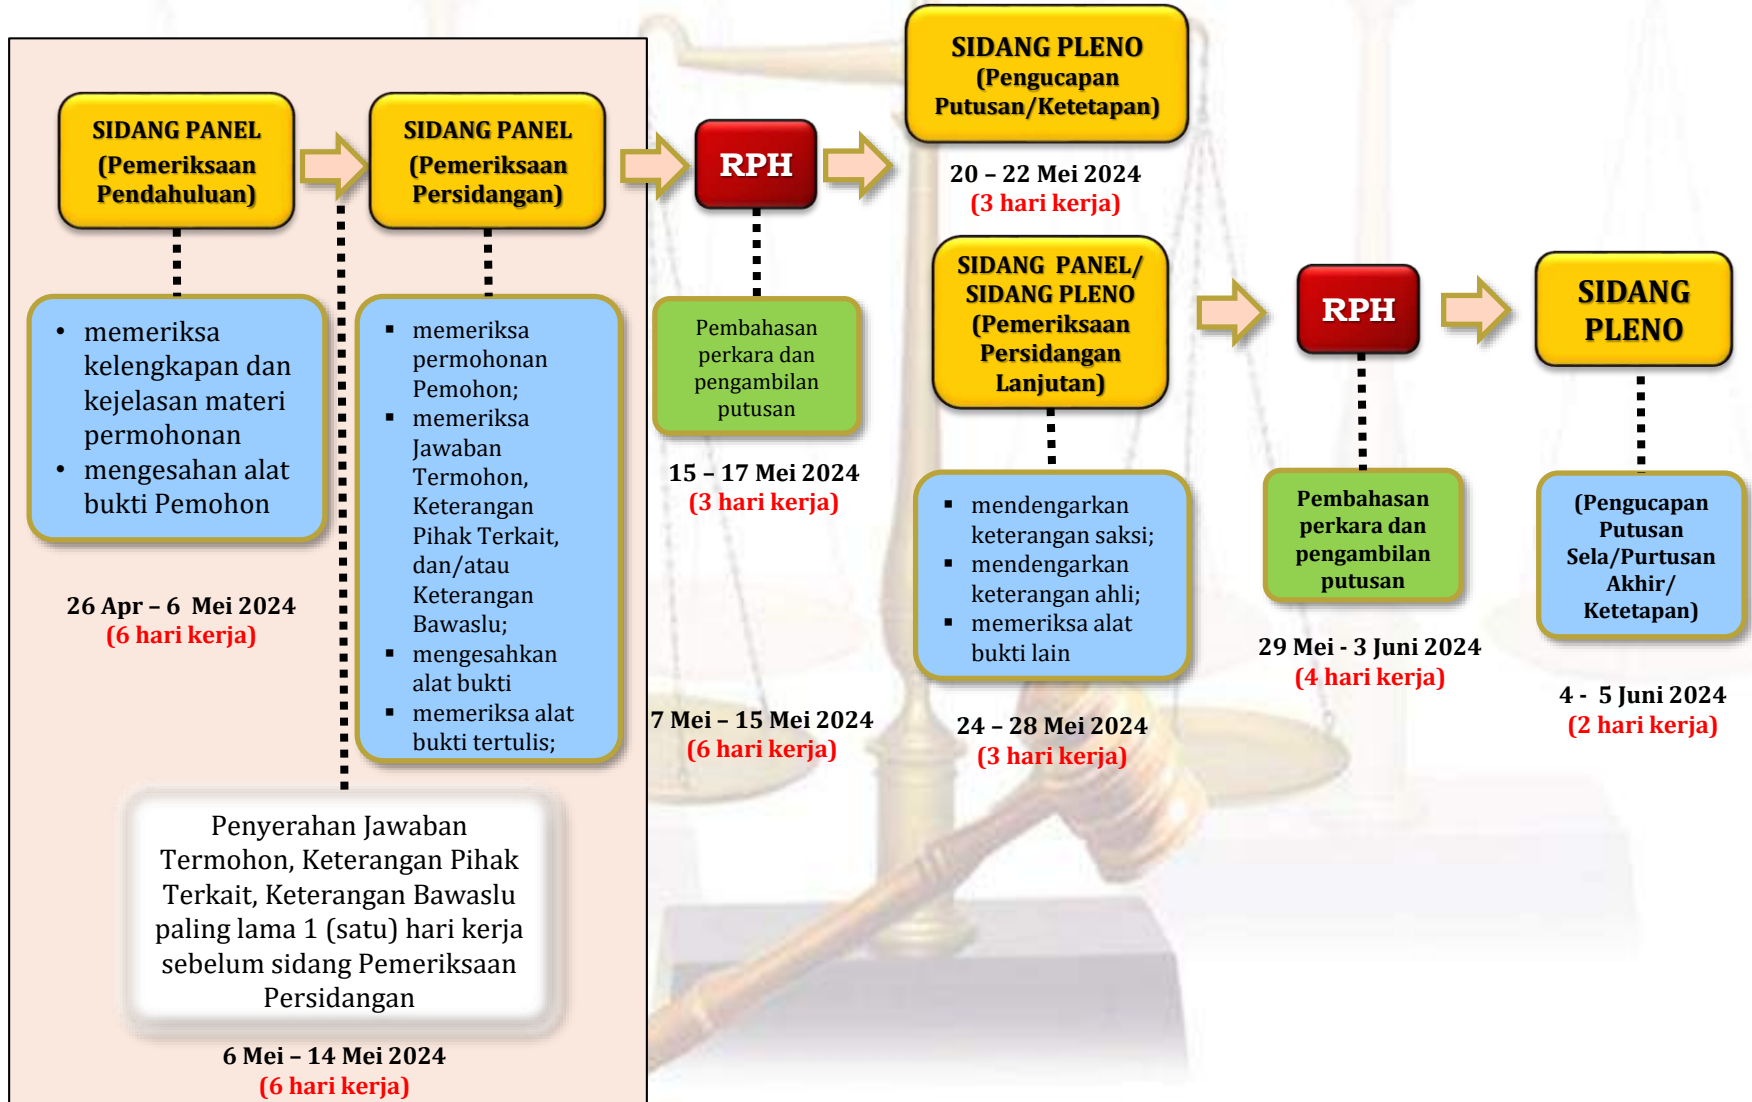 SIDANG PANEL
(Pemeriksaan
Pendahuluan)
• memeriksa
kelengkapan dan
kejelasan materi
permohonan
• mengesahan alat
bukti Pemohon
26 Apr – 6 Mei 2024
(6 hari kerja)
SIDANG PANEL
(Pemeriksaan
Persidangan)
▪ memeriksa
permohonan
Pemohon;
▪ memeriksa
Jawaban
Termohon,
Keterangan
Pihak Terkait,
dan/atau
Keterangan
Bawaslu;
▪ mengesahkan
alat bukti
▪ memeriksa alat
bukti tertulis;
7 Mei – 15 Mei 2024
(6 hari kerja)
Penyerahan Jawaban
Termohon, Keterangan Pihak
Terkait, Keterangan Bawaslu
paling lama 1 (satu) hari kerja
sebelum sidang Pemeriksaan
Persidangan
6 Mei – 14 Mei 2024
(6 hari kerja)
RPH
Pembahasan
perkara dan
pengambilan
putusan
15 – 17 Mei 2024
(3 hari kerja)
SIDANG PLENO
(Pengucapan
Putusan/Ketetapan)
20 – 22 Mei 2024
(3 hari kerja)
SIDANG PANEL/
SIDANG PLENO
(Pemeriksaan
Persidangan
Lanjutan)
▪ mendengarkan
keterangan saksi;
▪ mendengarkan
keterangan ahli;
▪ memeriksa alat
bukti lain
24 – 28 Mei 2024
(3 hari kerja)
RPH
Pembahasan
perkara dan
pengambilan
putusan
29 Mei - 3 Juni 2024
(4 hari kerja)
SIDANG
PLENO
(Pengucapan
Putusan
Sela/Purtusan
Akhir/
Ketetapan)
4 - 5 Juni 2024
(2 hari kerja)